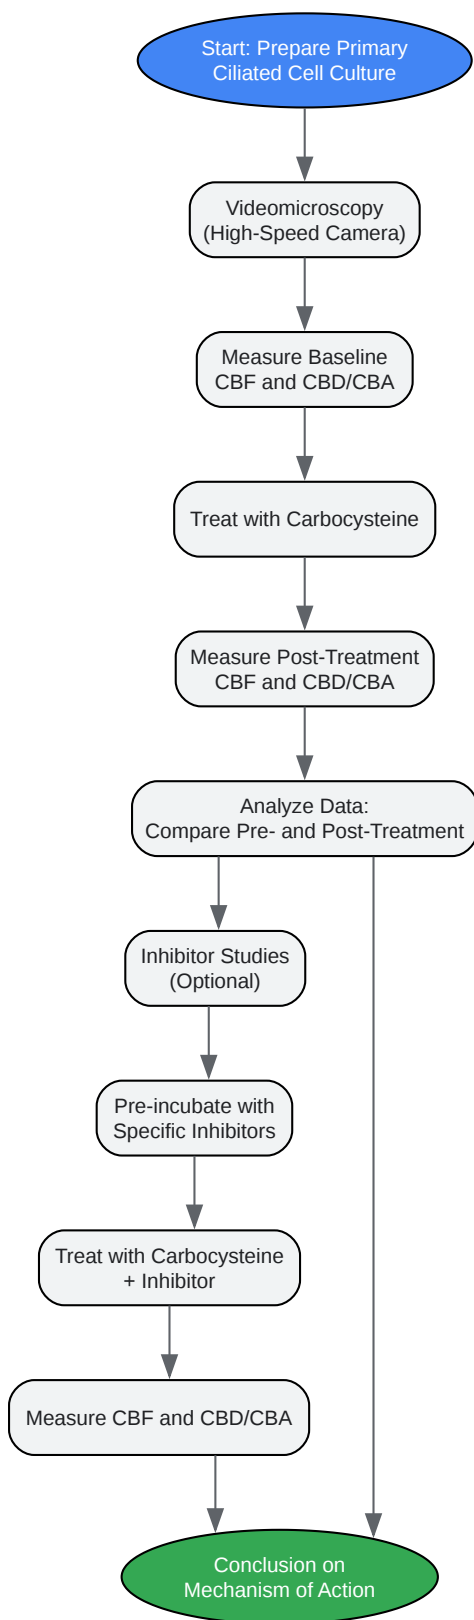 Start: Prepare Primary
Ciliated Cell Culture
Videomicroscopy
(High-Speed Camera)
Measure Baseline
CBF and CBD/CBA
Treat with Carbocysteine
Measure Post-Treatment
CBF and CBD/CBA
Analyze Data:
Compare Pre- and Post-Treatment
Inhibitor Studies
(Optional)
Pre-incubate with
Specific Inhibitors
Treat with Carbocysteine
+ Inhibitor
Measure CBF and CBD/CBA
Conclusion on
Mechanism of Action